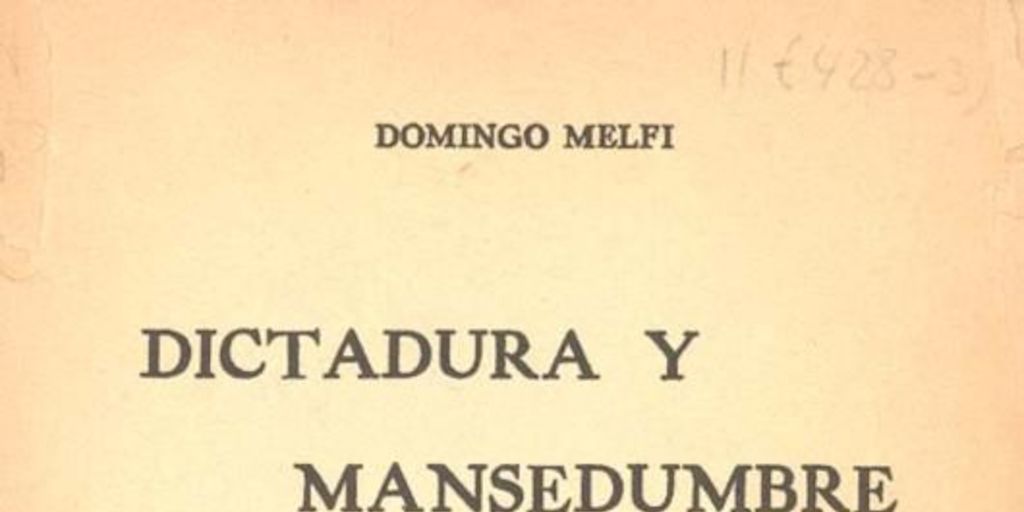 DOMINGO MELFI
DICTADURA Y
MANSEDUMBRE